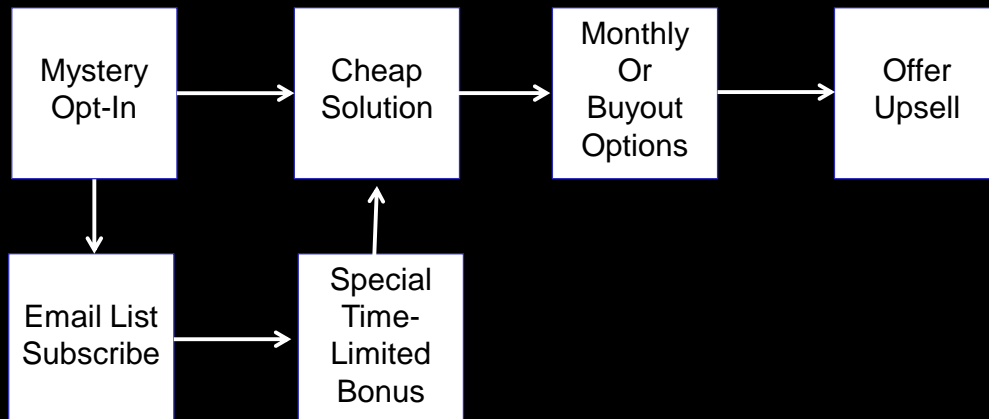 Mystery
Opt-In
Cheap
Solution
Monthly
Or
Buyout
Options
Offer
Upsell
Email List
Subscribe
Special
Time-
Limited
Bonus